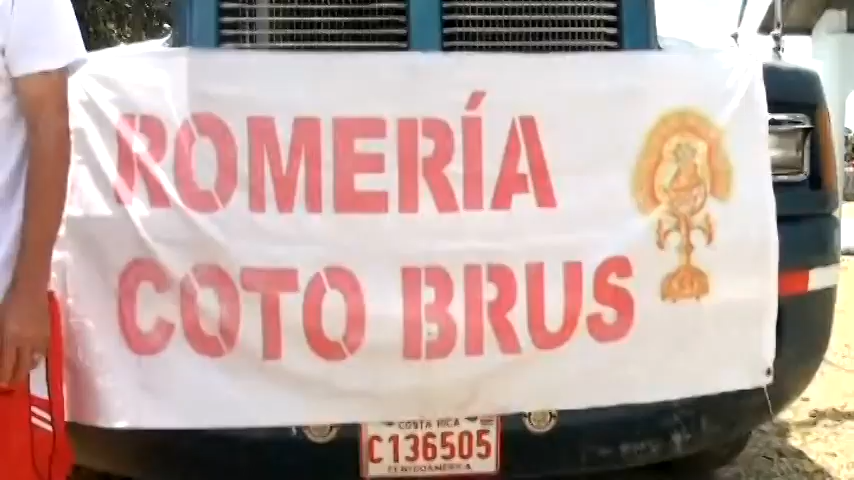 ROMERÍA
COTO BRUS
COSTA RICA
C136505
CENTROAMERICA